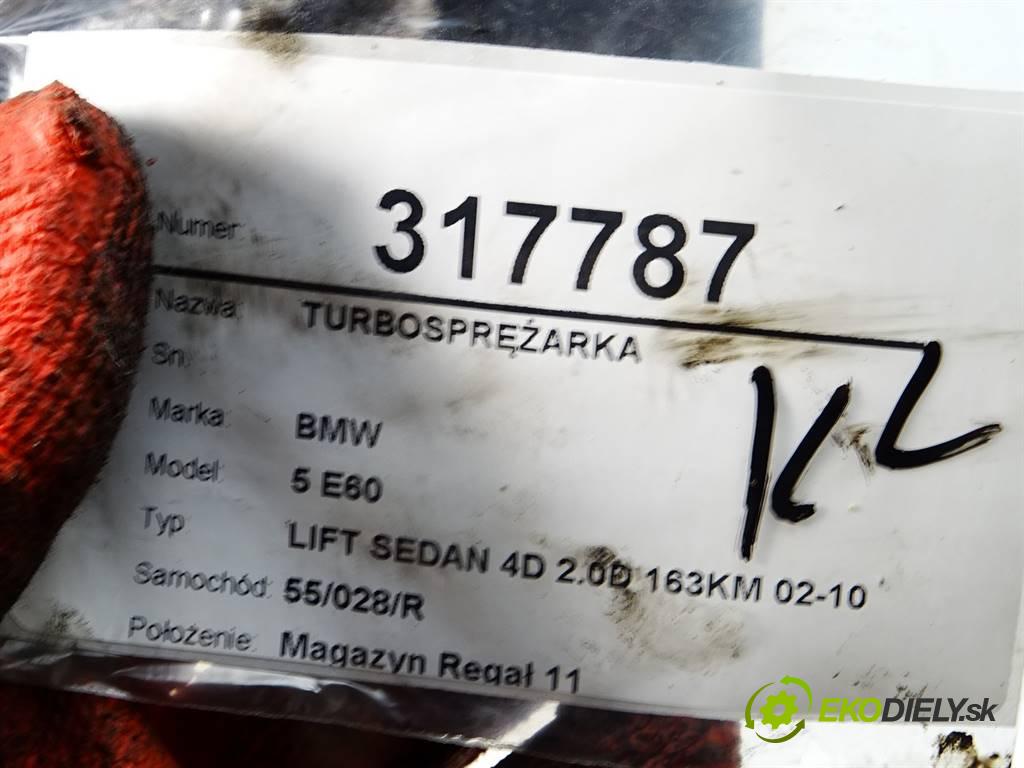 Numer: 317787
Nazwa: TURBOSPRĘŻARKA
Sn:
Marka: BMW
Model: 5 E60
Typ: LIFT SEDAN 4D 2.0D 163KM 02-10
Samochód: 55/028/R
Położenie: Magazyn Regał 11
K2
EKODIELY.sk